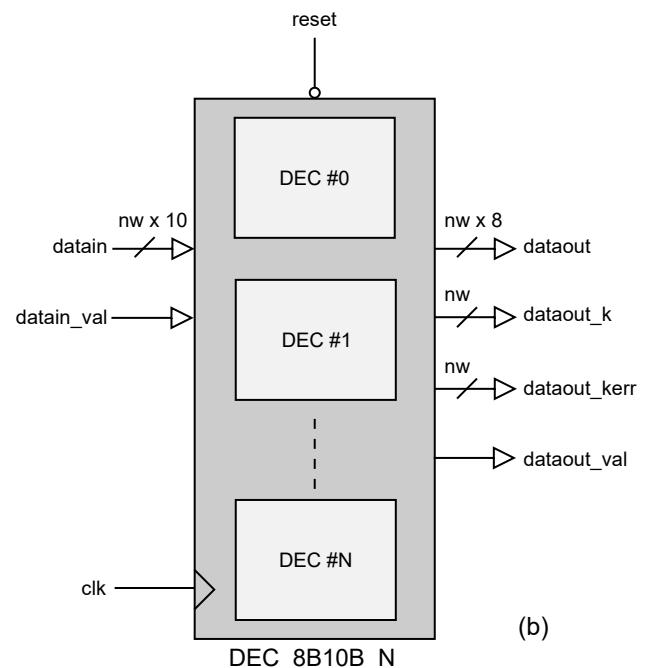 reset
DEC #0
nw x 10
nw x 8
datain
dataout
nw
datain_val
dataout_k
DEC #1
nw
dataout_kerr
dataout_val
DEC #N
clk
(b)
DEC_8B10B_N